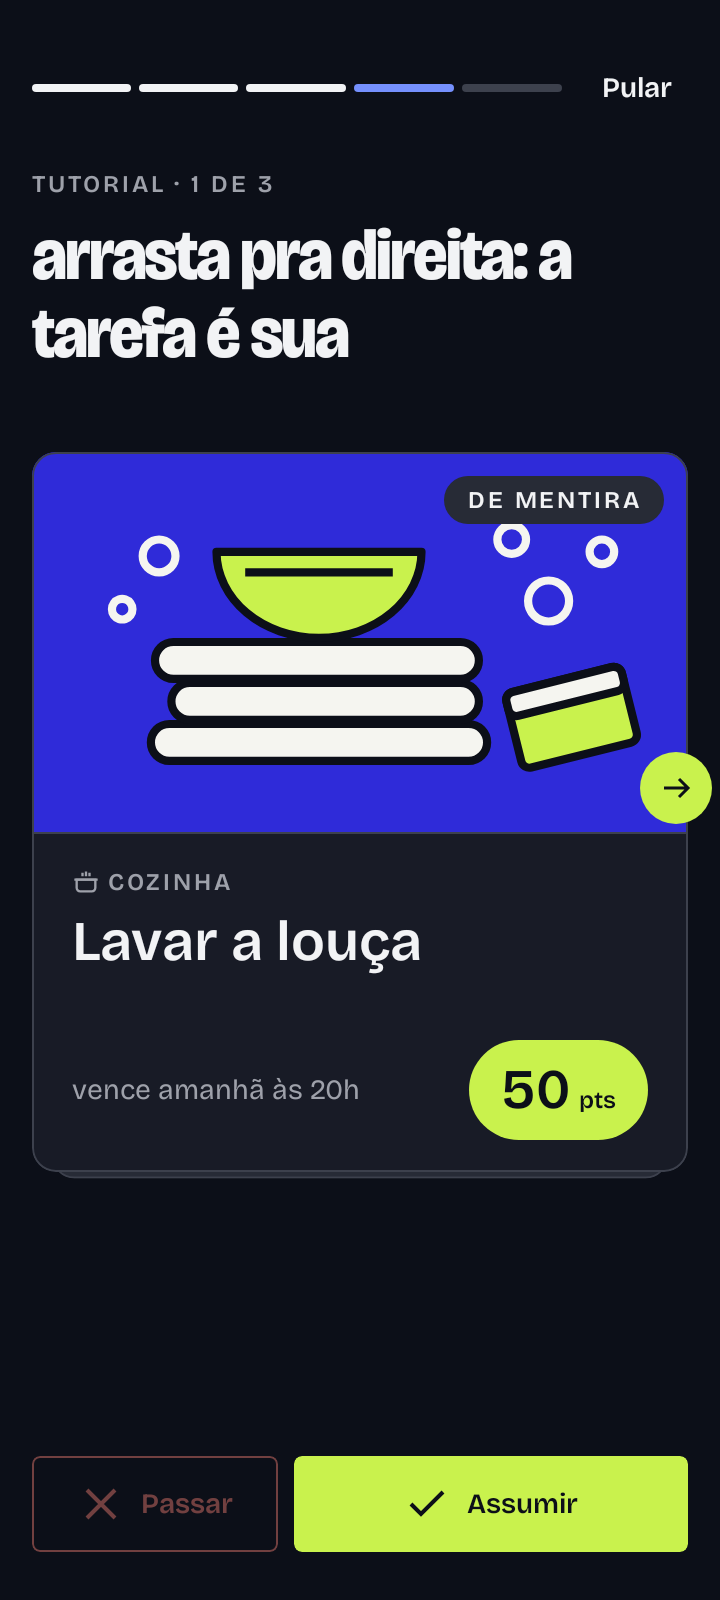 Pular
TUTORIAL · 1 DE 3
arrasta pra direita: a
tarefa é sua
DE MENTIRA
COZINHA
Lavar a louça
vence amanhã às 20h
50 pts
Passar
Assumir